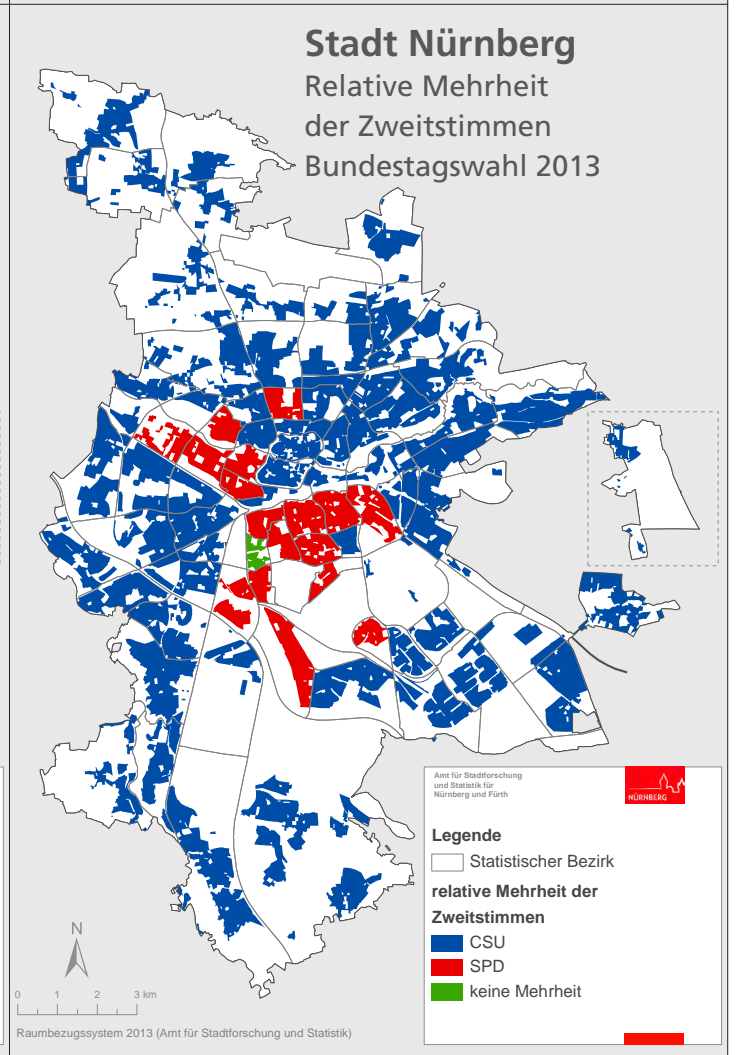 Stadt Nürnberg
Relative Mehrheit
der Zweitstimmen
Bundestagswahl 2013
Amt für Stadtforschung
und Statistik für
Nürnberg und Fürth
NÜRNBERG
Legende
Statistischer Bezirk
relative Mehrheit der
Zweitstimmen
CSU
SPD
keine Mehrheit
N
0 1 2 3 km
Raumbezugssystem 2013 (Amt für Stadtforschung und Statistik)